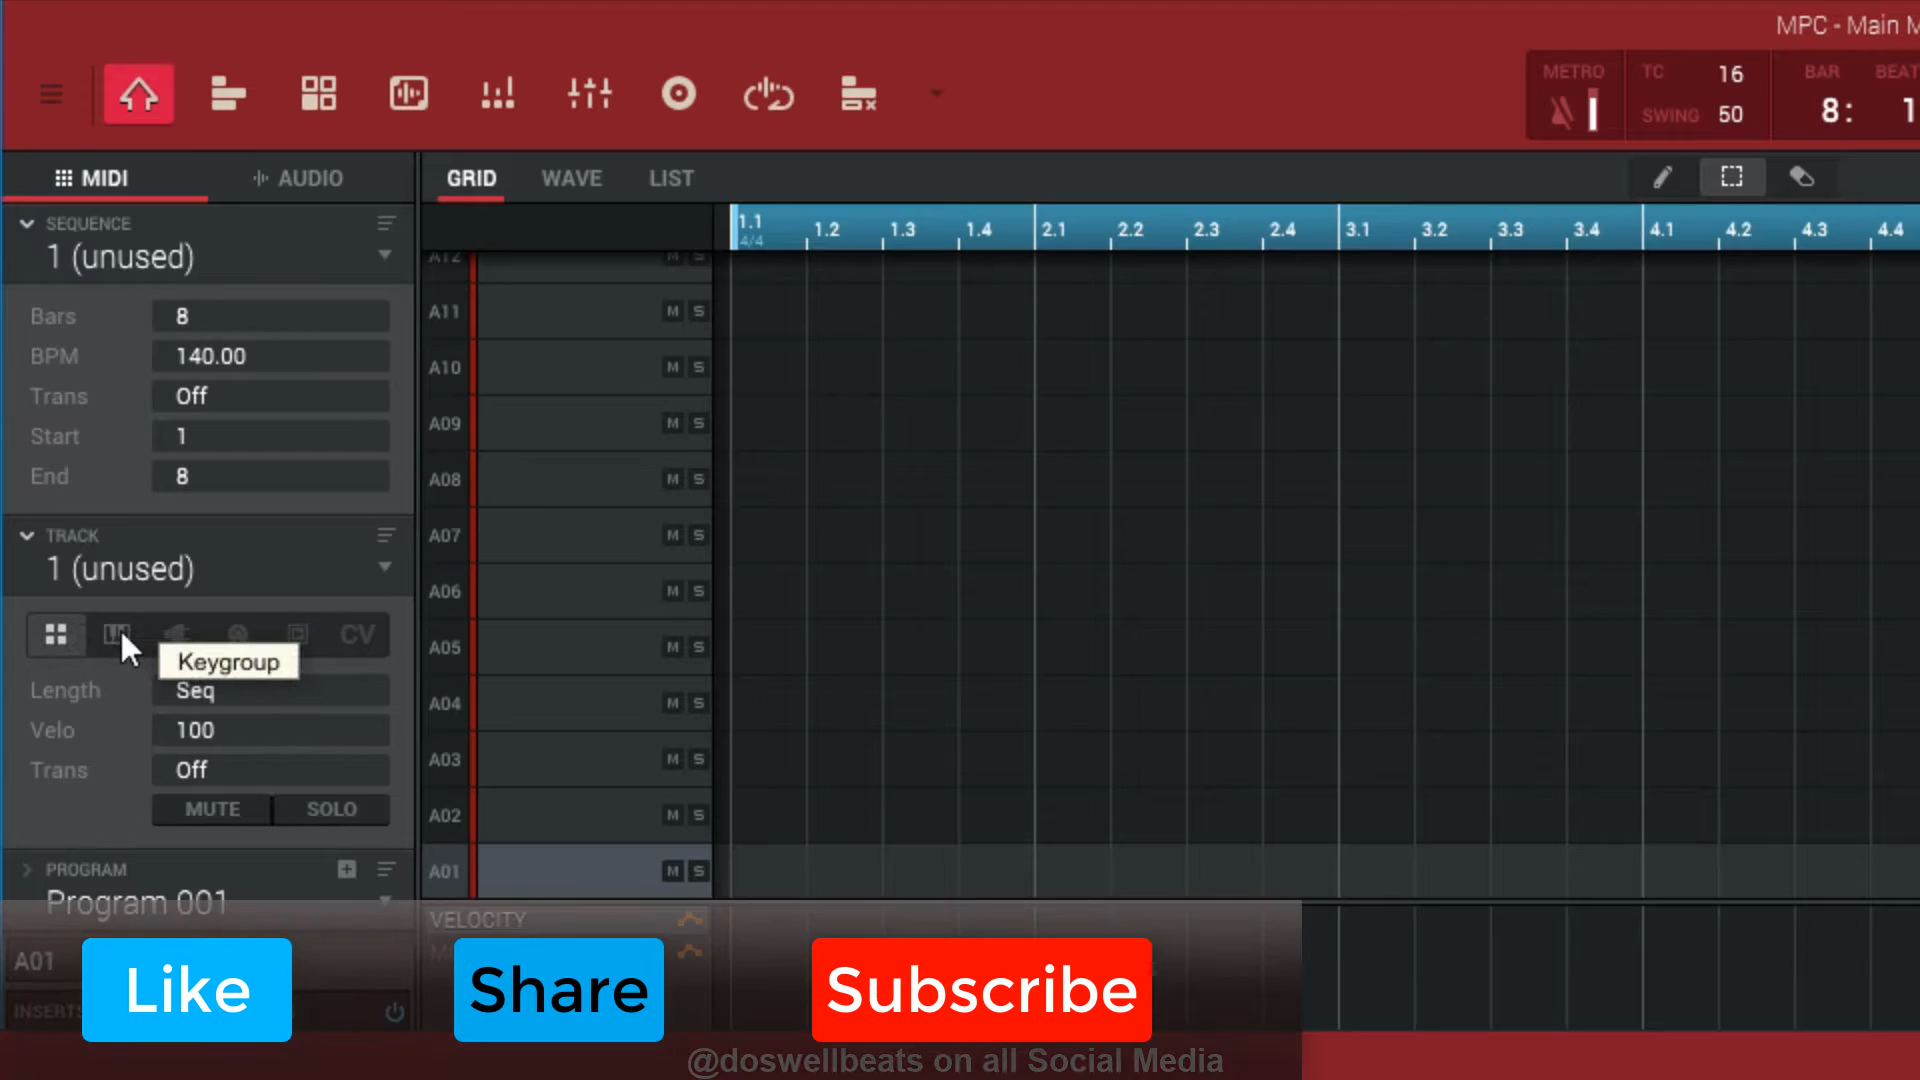 MPC - Main M
METRO
TC 16
BAR BEAT
SWING 50
8: 1
MIDI
AUDIO
GRID WAVE LIST
SEQUENCE
1 (unused)
1.1 1.2 1.3 1.4 2.1 2.2 2.3 2.4 3.1 3.2 3.3 3.4 4.1 4.2 4.3 4.4
4/4
A12 M S
Bars 8
BPM 140.00
Trans Off
Start 1
End 8
A11 M S
A10 M S
A09 M S
A08 M S
A07 M S
A06 M S
A05 M S
A04 M S
A03 M S
A02 M S
A01 M S
TRACK
1 (unused)
CV
Keygroup
Length Seq
Velo 100
Trans Off
MUTE SOLO
PROGRAM
Program 001
VELOCITY
A01
INSERTS
Like
Share
Subscribe
@doswellbeats on all Social Media